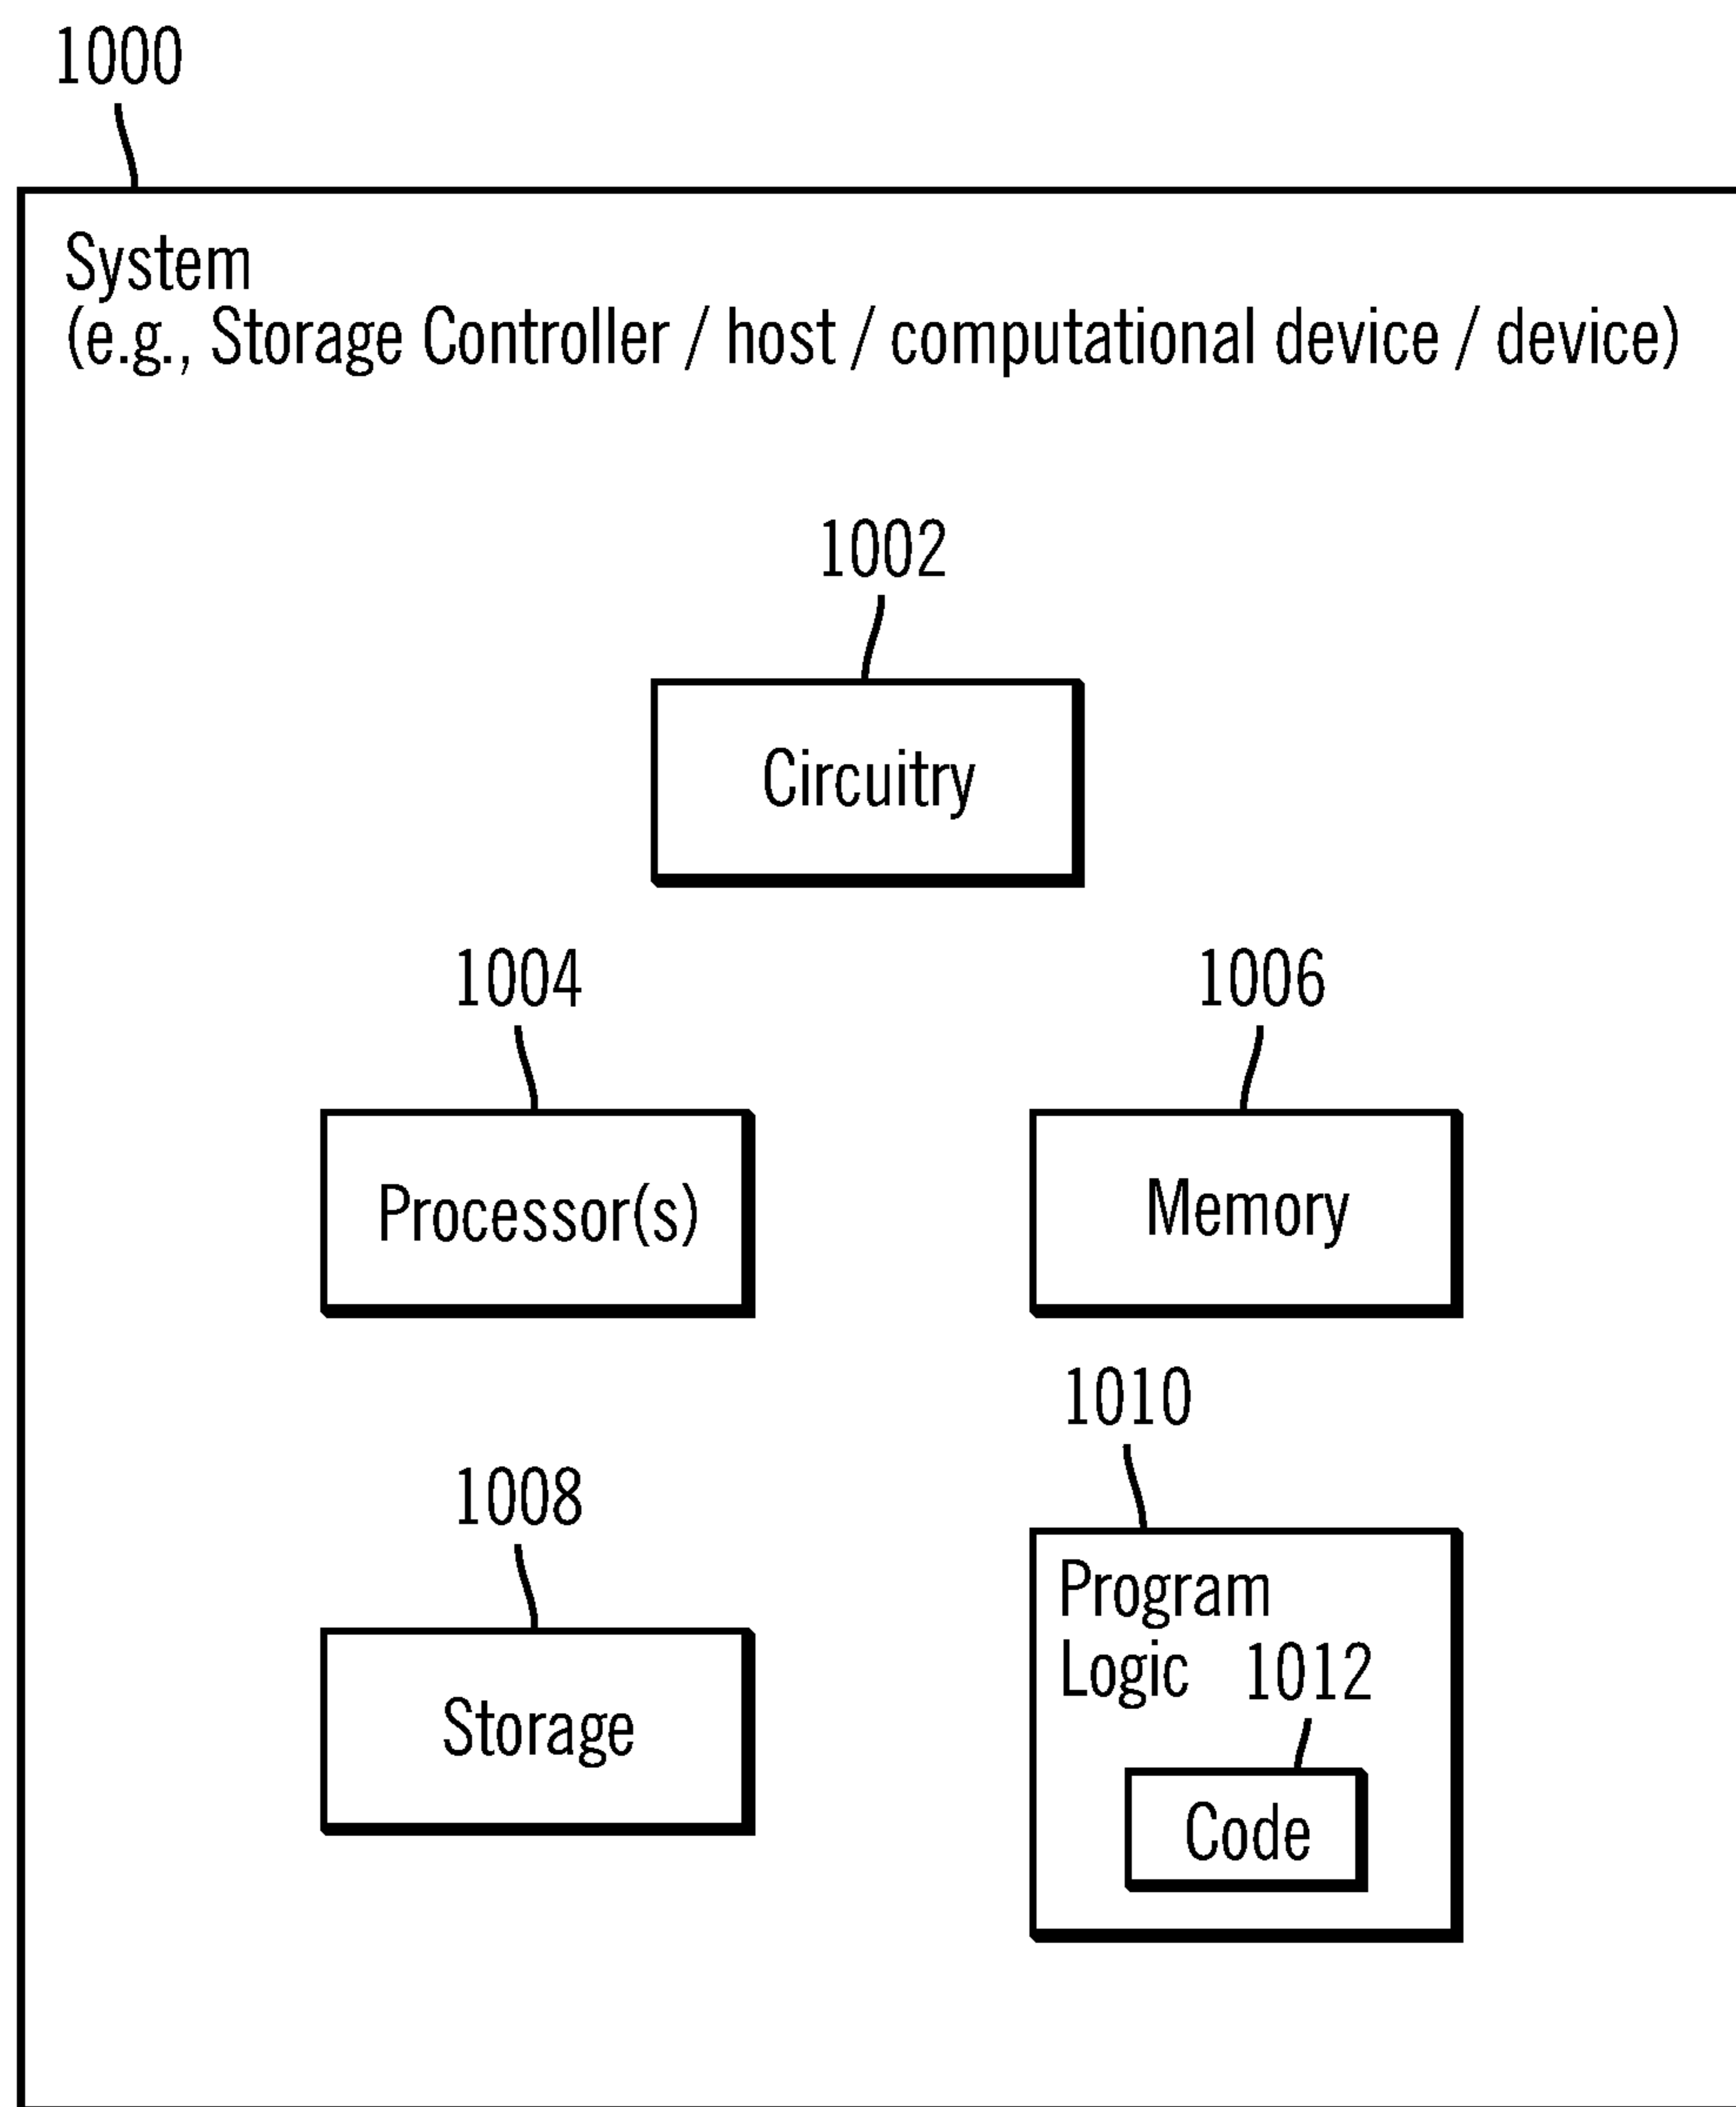 1000
System
(e.g., Storage Controller / host / computational device / device)
1002
Circuitry
1004
1006
Processor(s)
Memory
1010
1008
Program
Logic 1012
Storage
Code